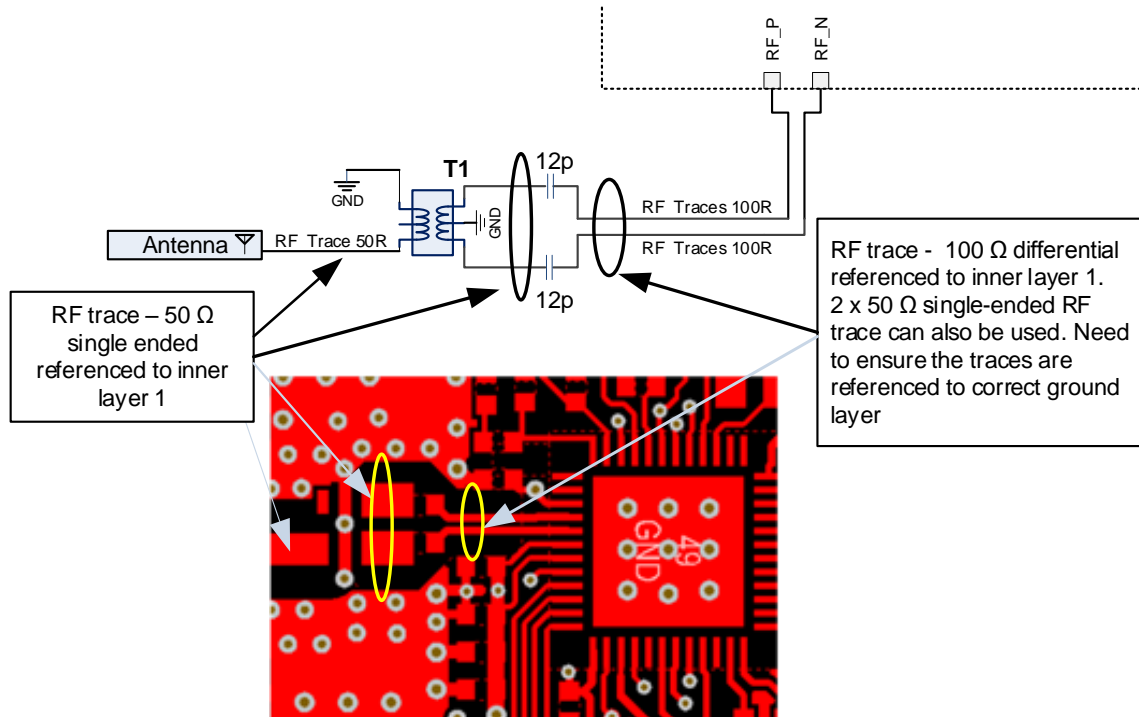 RF_P
RF_N
12p
T1
GND
GND
RF Traces 100R
Antenna
RF Trace 50R
RF Traces 100R
12p
RF trace – 50 Ω
single ended
referenced to inner
layer 1
RF trace - 100 Ω differential
referenced to inner layer 1.
2 x 50 Ω single-ended RF
trace can also be used. Need
to ensure the traces are
referenced to correct ground
layer
49
GND